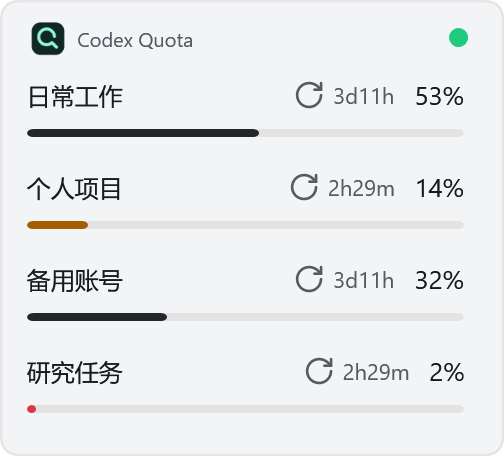 Codex Quota
日常工作 3d11h 53%
个人项目 2h29m 14%
备用账号 3d11h 32%
研究任务 2h29m 2%